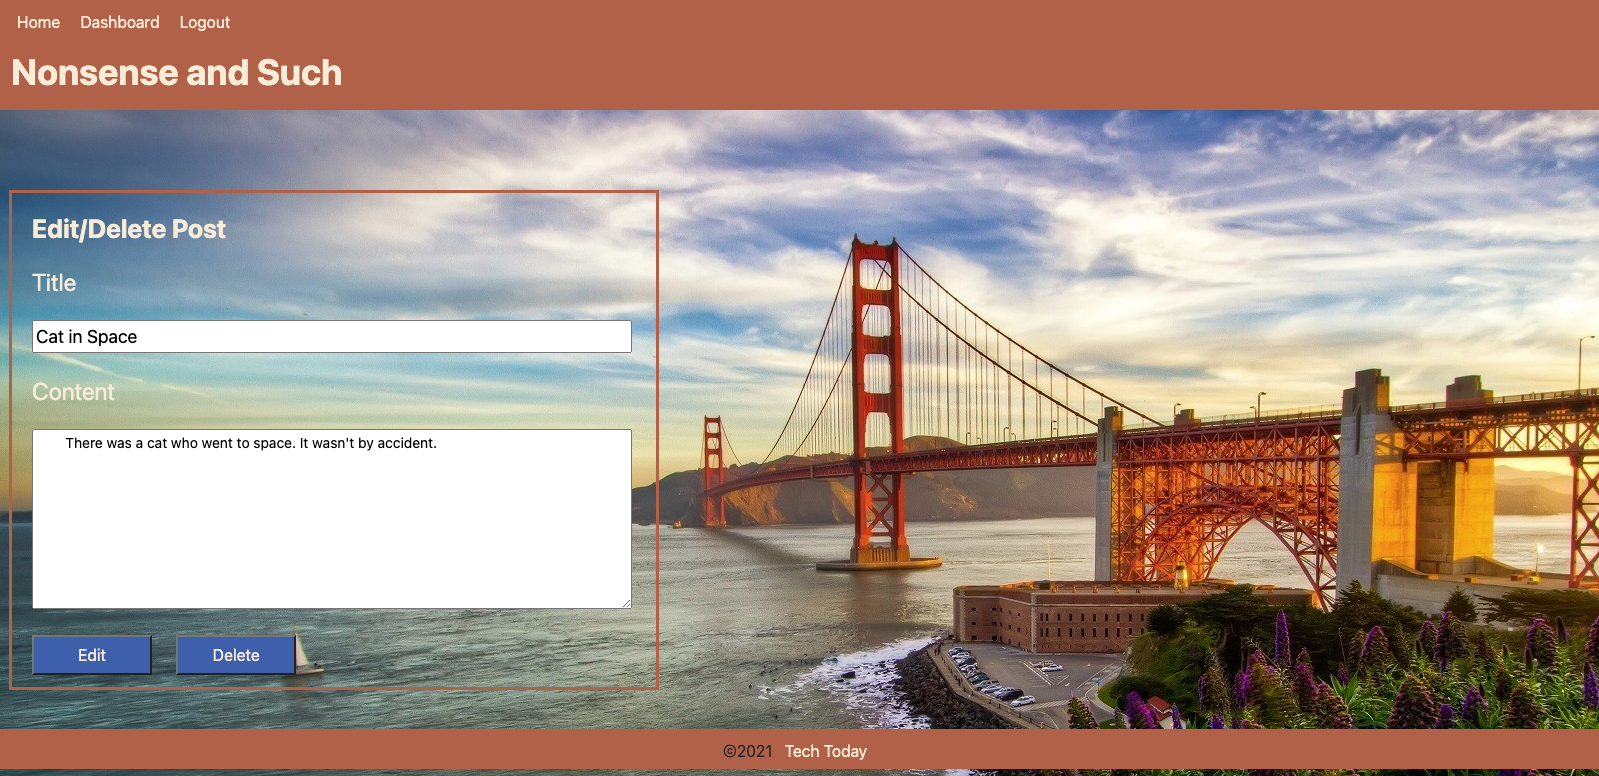 Home Dashboard Logout
Nonsense and Such
Edit/Delete Post
Title
Cat in Space
Content
There was a cat who went to space. It wasn't by accident.
Edit Delete
©2021 Tech Today